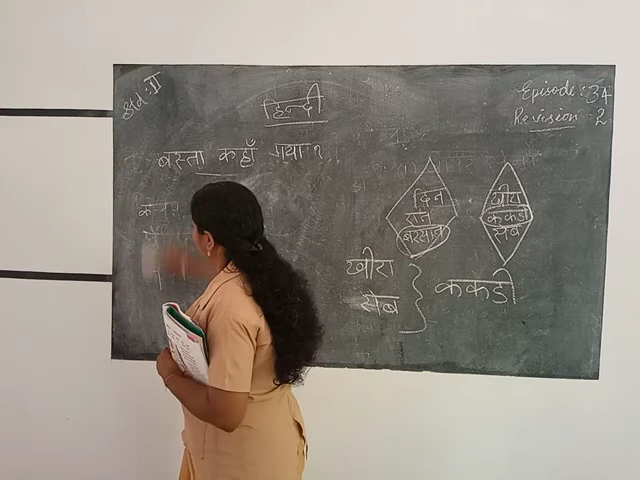 Std : II
हिन्दी
Episode : 34
Revision - 2
बस्ता कहाँ गया ?
दिन
रात
बरसात
खीरा
ककडी
सेब
खीरा
सेब
ककडी